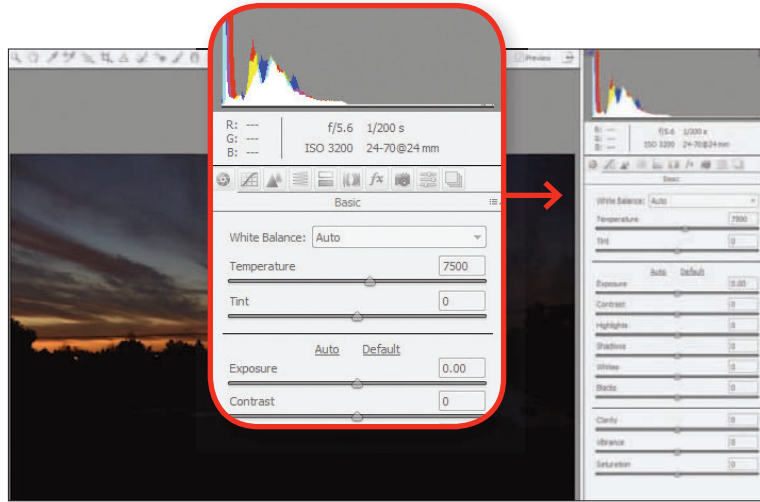 Preview
R: ---
G: ---
B: ---
f/5.6 1/200 s
ISO 3200 24-70@24 mm
fx
Basic
White Balance: Auto
Temperature 7500
Tint 0
Auto Default
Exposure 0.00
Contrast 0
R: ---
G: ---
B: ---
f/5.6 1/200 s
ISO 3200 24-70@24 mm
Basic
White Balance: Auto
Temperature 7500
Tint 0
Auto Default
Exposure 0.00
Contrast 0
Highlights 0
Shadows 0
Whites 0
Blacks 0
Clarity 0
Vibrance 0
Saturation 0